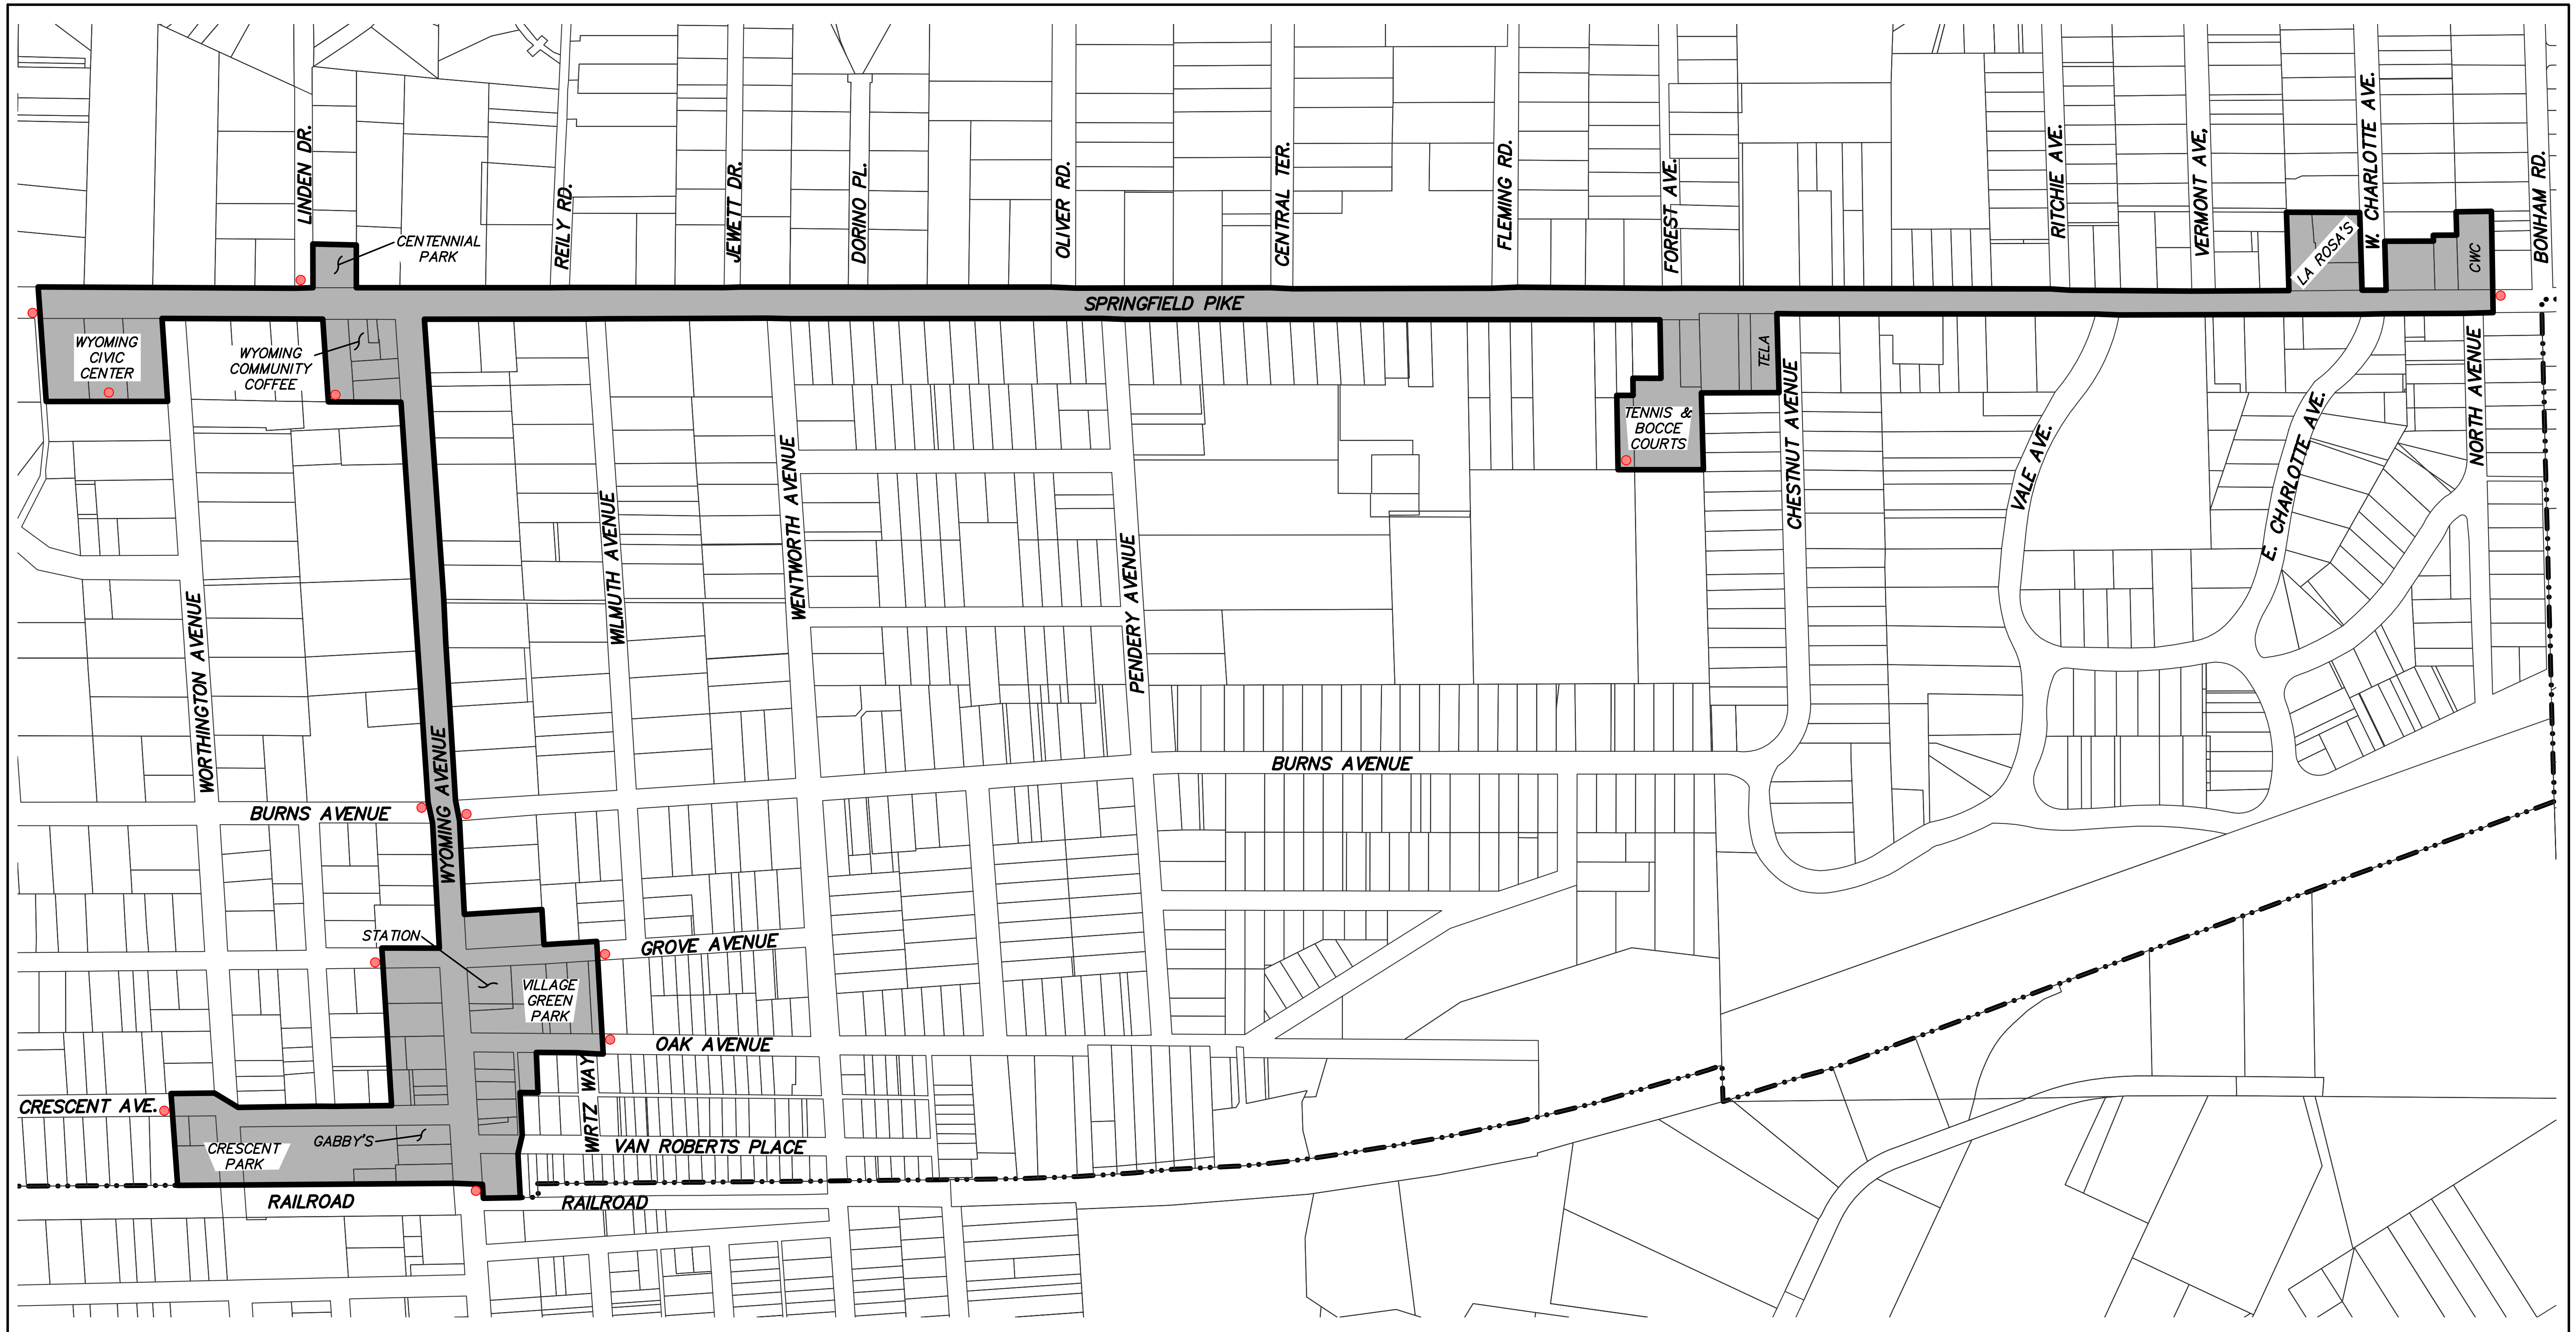 LINDEN DR.
REILY RD.
JEWETT DR.
DORINO PL.
OLIVER RD.
CENTRAL TER.
FLEMING RD.
FOREST AVE.
RITCHIE AVE.
VERMONT AVE,
W. CHARLOTTE AVE.
BONHAM RD.
CENTENNIAL
PARK
LA ROSA'S
CWC
SPRINGFIELD PIKE
WYOMING
CIVIC
CENTER
WYOMING
COMMUNITY
COFFEE
TELA
TENNIS &
BOCCE
COURTS
CHESTNUT AVENUE
VALE AVE.
E. CHARLOTTE AVE.
NORTH AVENUE
WORTHINGTON AVENUE
WYOMING AVENUE
WILMUTH AVENUE
WENTWORTH AVENUE
PENDERY AVENUE
BURNS AVENUE
BURNS AVENUE
STATION
GROVE AVENUE
VILLAGE
GREEN
PARK
OAK AVENUE
WIRTZ WAY
CRESCENT AVE.
GABBY'S
CRESCENT
PARK
VAN ROBERTS PLACE
RAILROAD
RAILROAD